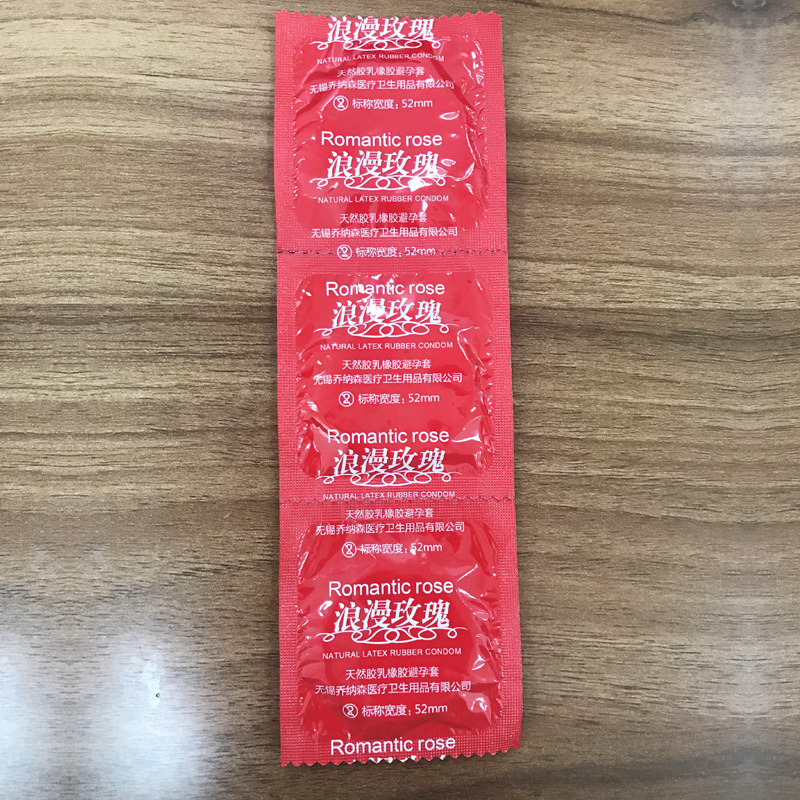 浪漫玫瑰
NATURAL LATEX RUBBER CONDOM
天然胶乳橡胶避孕套
无锡乔纳森医疗卫生用品有限公司
标称宽度：52mm
Romantic rose
浪漫玫瑰
NATURAL LATEX RUBBER CONDOM
天然胶乳橡胶避孕套
无锡乔纳森医疗卫生用品有限公司
标称宽度：52mm
Romantic rose
浪漫玫瑰
NATURAL LATEX RUBBER CONDOM
天然胶乳橡胶避孕套
无锡乔纳森医疗卫生用品有限公司
标称宽度：52mm
Romantic rose
浪漫玫瑰
NATURAL LATEX RUBBER CONDOM
天然胶乳橡胶避孕套
无锡乔纳森医疗卫生用品有限公司
标称宽度：52mm
Romantic rose
浪漫玫瑰
NATURAL LATEX RUBBER CONDOM
天然胶乳橡胶避孕套
无锡乔纳森医疗卫生用品有限公司
标称宽度：52mm
Romantic rose